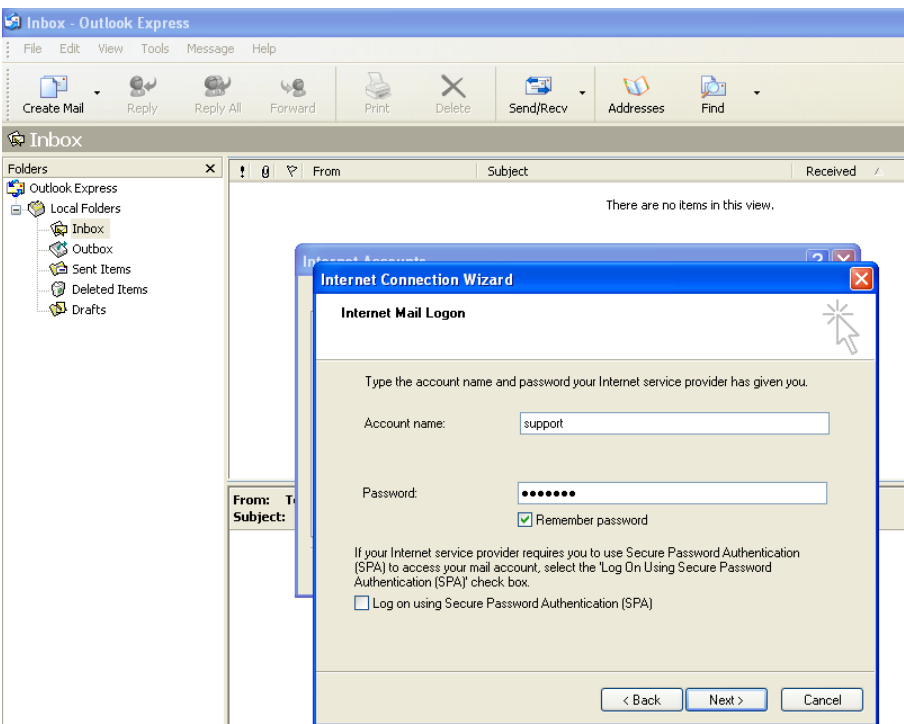 Inbox - Outlook Express
File Edit View Tools Message Help
Create Mail Reply Reply All Forward Print Delete Send/Recv Addresses Find
Inbox
Folders
! From Subject Received
Outlook Express
Local Folders
Inbox
Outbox
Sent Items
Deleted Items
Drafts
There are no items in this view.
Internet Accounts
Internet Connection Wizard
Internet Mail Logon
Type the account name and password your Internet service provider has given you.
Account name: support
Password: •••••••
Remember password
If your Internet service provider requires you to use Secure Password Authentication
(SPA) to access your mail account, select the 'Log On Using Secure Password
Authentication (SPA)' check box.
Log on using Secure Password Authentication (SPA)
< Back Next > Cancel
From:
Subject: